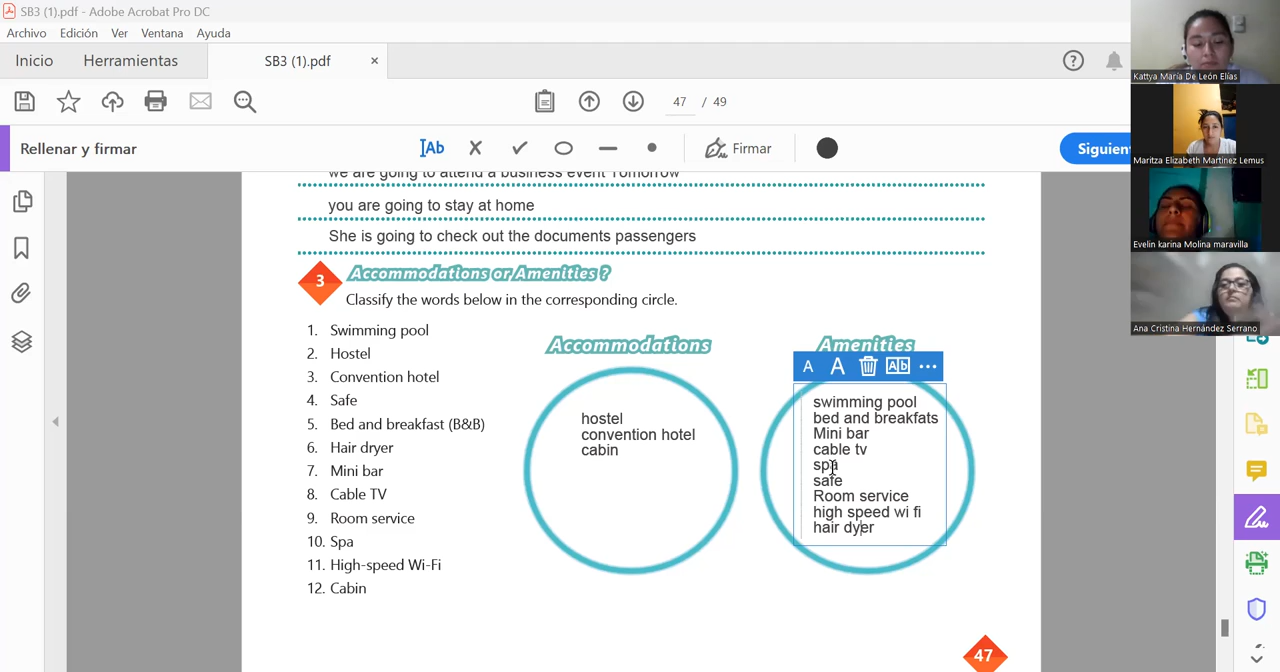 SB3 (1).pdf - Adobe Acrobat Pro DC
Archivo Edición Ver Ventana Ayuda
Inicio Herramientas SB3 (1).pdf ×
47 / 49
Rellenar y firmar Ab Firmar Siguien
we are going to attend a business event Tomorrow
you are going to stay at home
She is going to check out the documents passengers
3 Accommodations or Amenities ?
Classify the words below in the corresponding circle.
1. Swimming pool
2. Hostel
3. Convention hotel
4. Safe
5. Bed and breakfast (B&B)
6. Hair dryer
7. Mini bar
8. Cable TV
9. Room service
10. Spa
11. High-speed Wi-Fi
12. Cabin
Accommodations
hostel
convention hotel
cabin
Amenities
A A Ab ...
swimming pool
bed and breakfats
Mini bar
cable tv
spa
safe
Room service
high speed wi fi
hair dyer
47
Kattya María De León Elías
Maritza Elizabeth Martinez Lemus
Evelin karina Molina maravilla
Ana Cristina Hernández Serrano